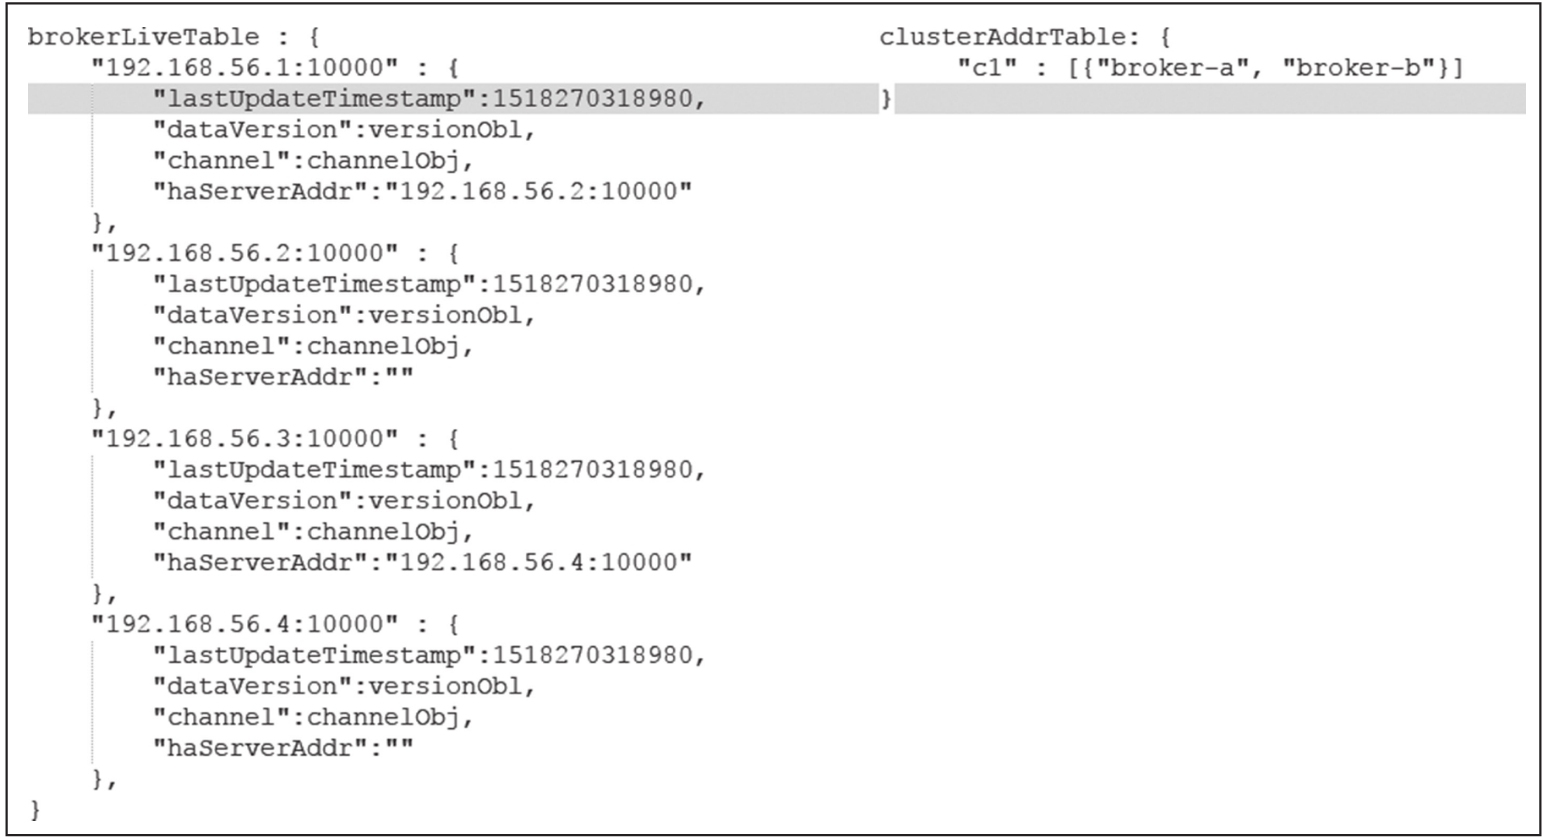 brokerLiveTable : {
"192.168.56.1:10000" : {
"lastUpdateTimestamp":1518270318980,
"dataVersion":versionObl,
"channel":channelObj,
"haServerAddr":"192.168.56.2:10000"
},
"192.168.56.2:10000" : {
"lastUpdateTimestamp":1518270318980,
"dataVersion":versionObl,
"channel":channelObj,
"haServerAddr":""
},
"192.168.56.3:10000" : {
"lastUpdateTimestamp":1518270318980,
"dataVersion":versionObl,
"channel":channelObj,
"haServerAddr":"192.168.56.4:10000"
},
"192.168.56.4:10000" : {
"lastUpdateTimestamp":1518270318980,
"dataVersion":versionObl,
"channel":channelObj,
"haServerAddr":""
},
}
clusterAddrTable: {
"c1" : [{"broker-a", "broker-b"}]
}